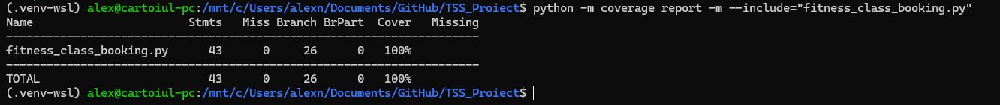 (.venv-wsl) alex@cartoiul-pc:/mnt/c/Users/alexn/Documents/GitHub/TSS_Proiect$ python -m coverage report -m --include="fitness_class_booking.py"
Name                       Stmts   Miss Branch BrPart  Cover   Missing
----------------------------------------------------------------------
fitness_class_booking.py      43      0     26      0   100%
----------------------------------------------------------------------
TOTAL                         43      0     26      0   100%
(.venv-wsl) alex@cartoiul-pc:/mnt/c/Users/alexn/Documents/GitHub/TSS_Proiect$